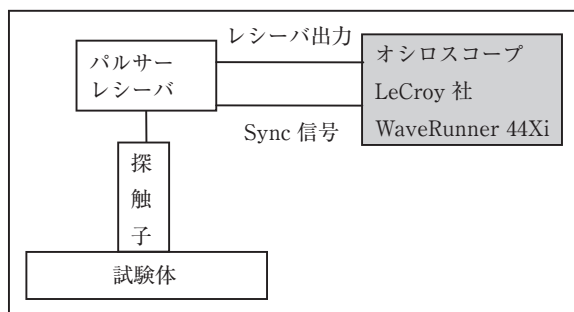 レシーバ出力
パルサー
レシーバ
オシロスコープ
LeCroy 社
WaveRunner 44Xi
Sync 信号
探
触
子
試験体